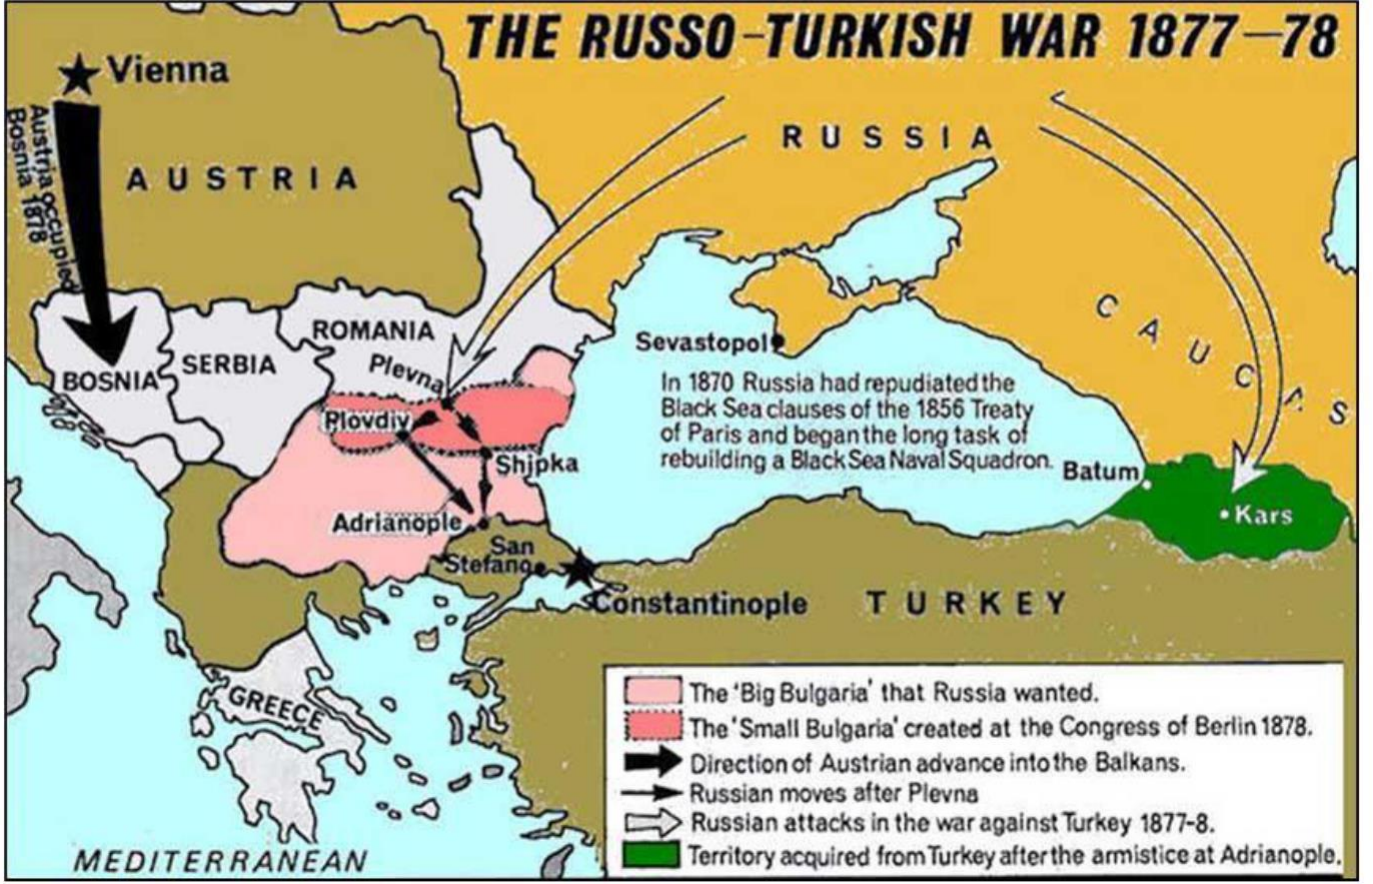 THE RUSSO-TURKISH WAR 1877-78
Vienna
Austria occupied
Bosnia 1878
AUSTRIA
RUSSIA
CAUCAS
ROMANIA
SERBIA
BOSNIA
Plevna
Plovdiv
Shipka
Adrianople
San
Stefano
Constantinople
Sevastopol
In 1870 Russia had repudiated the
Black Sea clauses of the 1856 Treaty
of Paris and began the long task of
rebuilding a Black Sea Naval Squadron.
Batum
Kars
TURKEY
GREECE
MEDITERRANEAN
The 'Big Bulgaria' that Russia wanted.
The 'Small Bulgaria' created at the Congress of Berlin 1878.
Direction of Austrian advance into the Balkans.
Russian moves after Plevna
Russian attacks in the war against Turkey 1877-8.
Territory acquired from Turkey after the armistice at Adrianople.